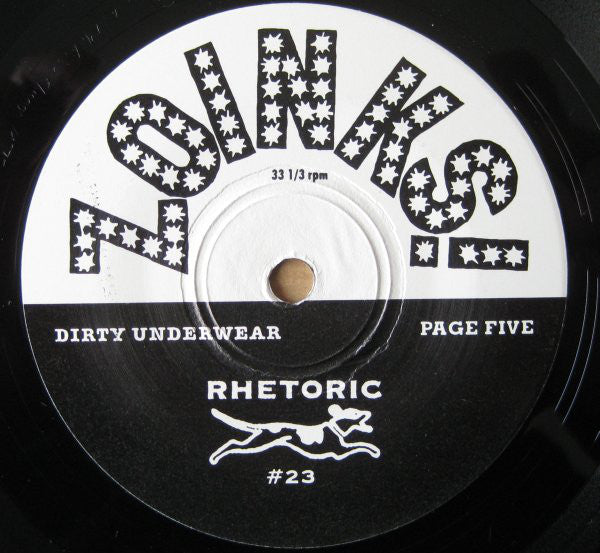 ZOINKS!
33 1/3 rpm
DIRTY UNDERWEAR
PAGE FIVE
RHETORIC
#23